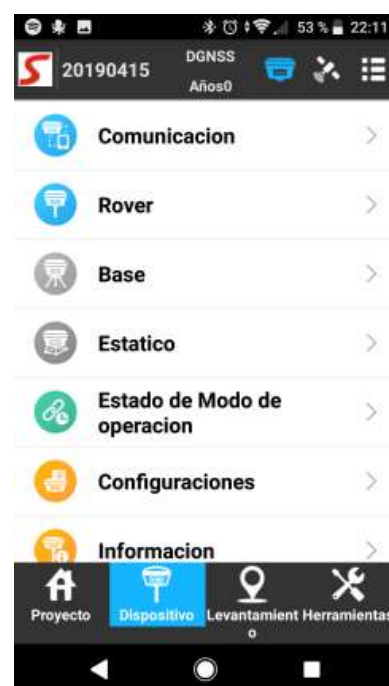 53 % 22:11
S 20190415 DGNSS
Años0
Comunicacion
Rover
Base
Estatico
Estado de Modo de
operacion
Configuraciones
Informacion
Proyecto Dispositivo Levantamient Herramientas
o